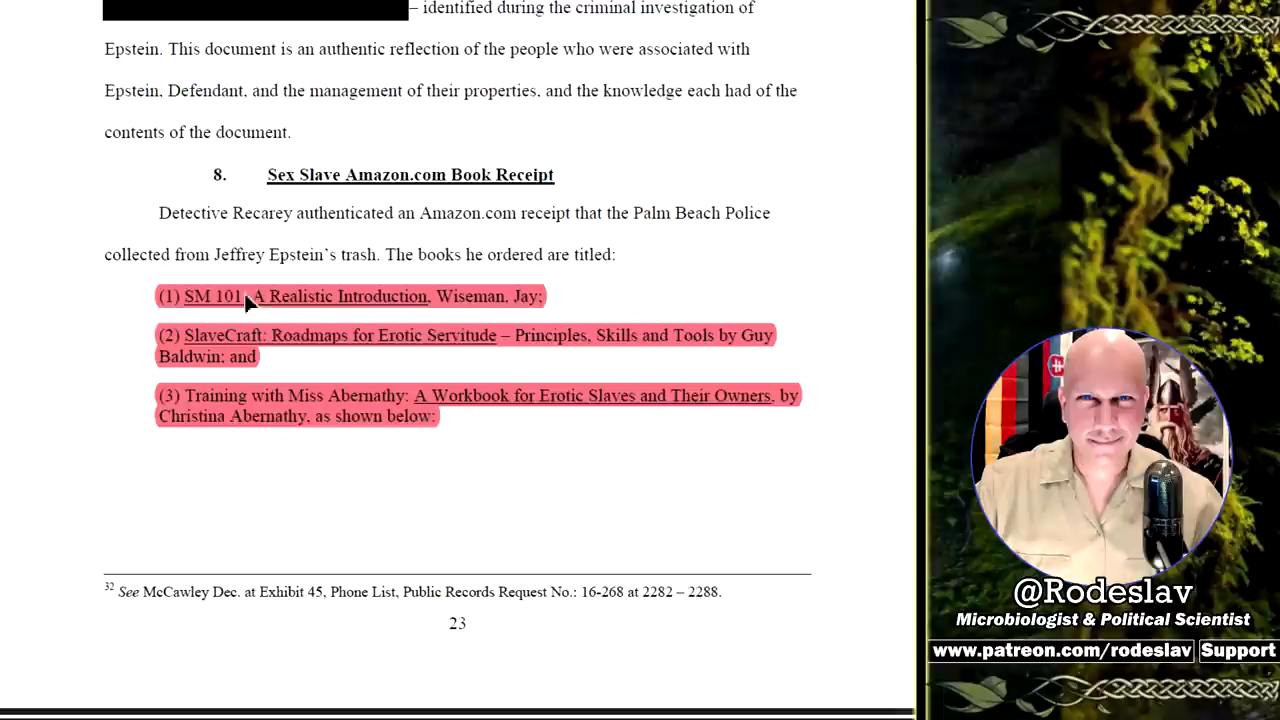 – identified during the criminal investigation of
Epstein. This document is an authentic reflection of the people who were associated with
Epstein, Defendant, and the management of their properties, and the knowledge each had of the
contents of the document.
8. Sex Slave Amazon.com Book Receipt
Detective Recarey authenticated an Amazon.com receipt that the Palm Beach Police
collected from Jeffrey Epstein’s trash. The books he ordered are titled:
(1) SM 101: A Realistic Introduction, Wiseman, Jay;
(2) SlaveCraft: Roadmaps for Erotic Servitude – Principles, Skills and Tools by Guy
Baldwin; and
(3) Training with Miss Abernathy: A Workbook for Erotic Slaves and Their Owners, by
Christina Abernathy, as shown below:
32 See McCawley Dec. at Exhibit 45, Phone List, Public Records Request No.: 16-268 at 2282 – 2288.
23
@Rodeslav
Microbiologist & Political Scientist
www.patreon.com/rodeslav Support